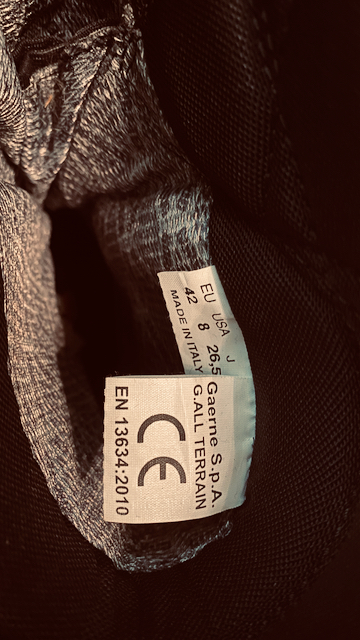 EU USA J
42 8 26,5
MADE IN ITALY
Gaerne S.p.A.
G.ALL TERRAIN
CE
EN 13634:2010